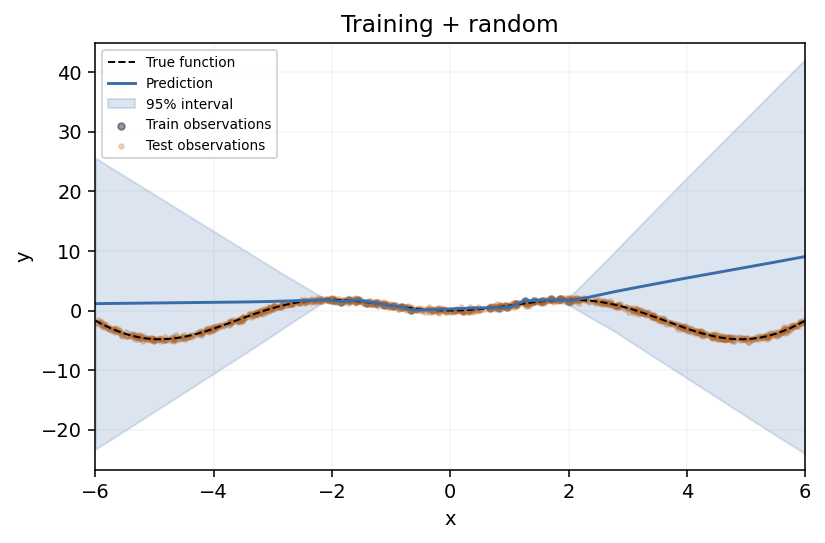 Training + random
True function
Prediction
95% interval
Train observations
Test observations
40
30
20
10
0
−10
−20
y
−6
−4
−2
0
2
4
6
x